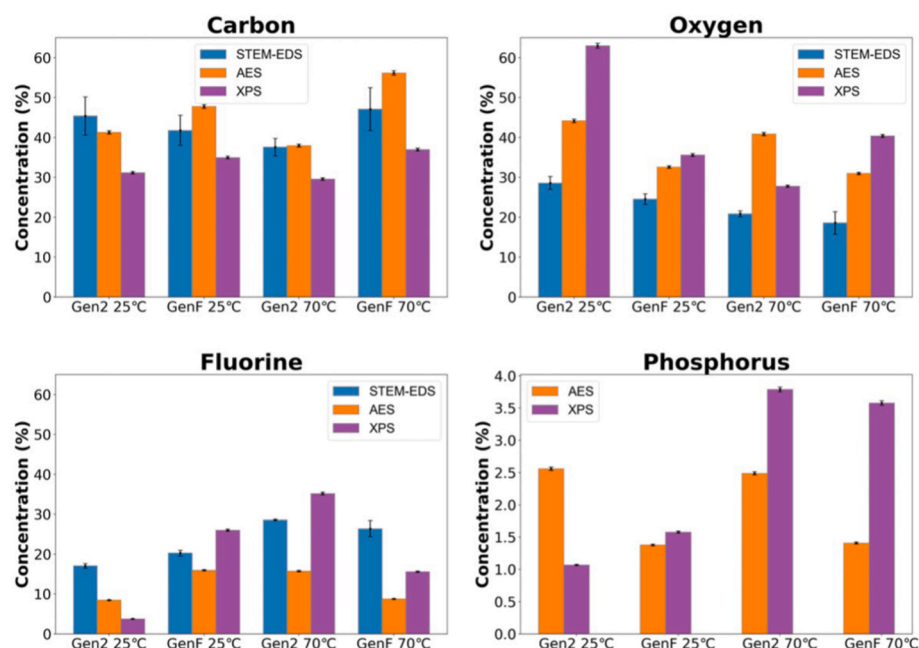 Carbon
Concentration (%)
60
50
40
30
20
10
0
STEM-EDS
AES
XPS
Gen2 25℃
GenF 25℃
Gen2 70℃
GenF 70℃
Oxygen
Concentration (%)
60
50
40
30
20
10
0
STEM-EDS
AES
XPS
Gen2 25℃
GenF 25℃
Gen2 70℃
GenF 70℃
Fluorine
Concentration (%)
60
50
40
30
20
10
0
STEM-EDS
AES
XPS
Gen2 25℃
GenF 25℃
Gen2 70℃
GenF 70℃
Phosphorus
Concentration (%)
4.0
3.5
3.0
2.5
2.0
1.5
1.0
0.5
0.0
AES
XPS
Gen2 25℃
GenF 25℃
Gen2 70℃
GenF 70℃